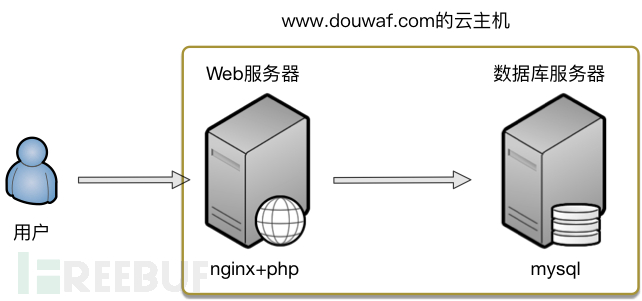 www.douwaf.com的云主机
Web服务器
数据库服务器
用户
nginx+php
mysql
FREEBUF